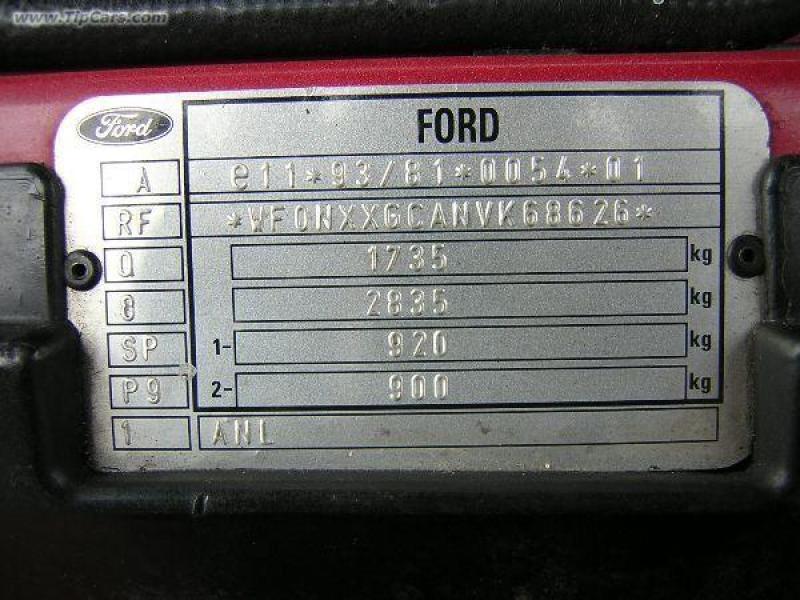 www.TipCars.com
Ford
FORD
A e11*93/81*0054*01
RF *WF0NXXGCANVK68626*
Q 1735 kg
8 2835 kg
SP 1- 920 kg
P9 2- 900 kg
1 ANL